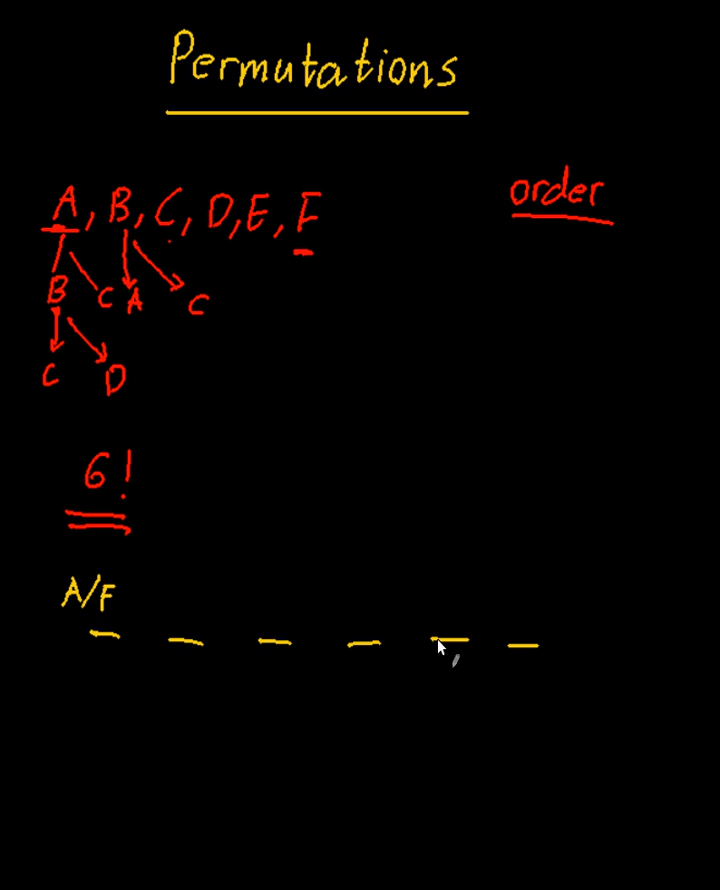 Permutations
order
A, B, C, D, E, F
B C A C
C D
6!
A/F